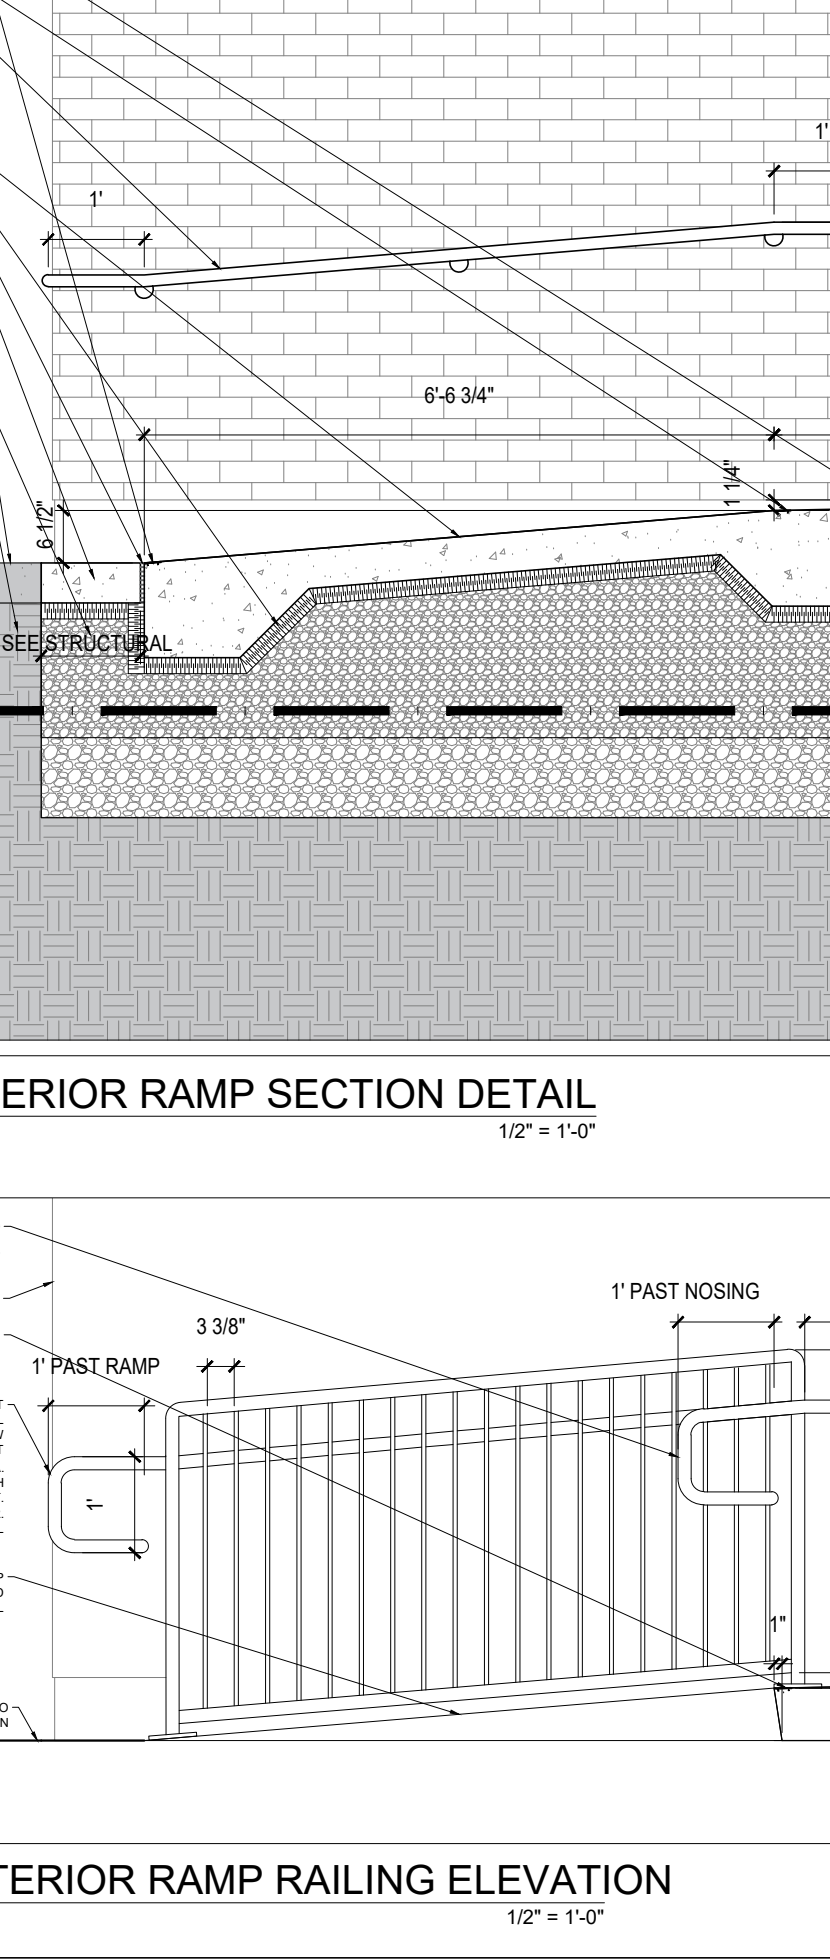 1'
1'
6'-6 3/4"
1 1/4"
6 1/2"
SEE STRUCTURAL
ERIOR RAMP SECTION DETAIL
1/2" = 1'-0"
1' PAST NOSING
3 3/8"
1' PAST RAMP
T
W
T
H
1'
P
D
1"
O
N
TERIOR RAMP RAILING ELEVATION
1/2" = 1'-0"